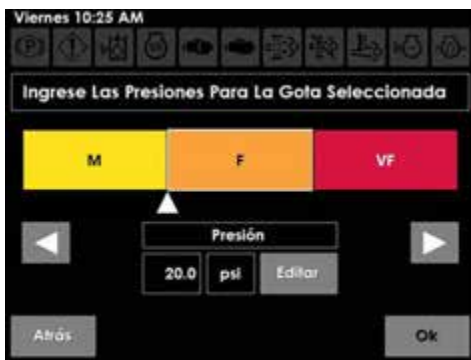 Viernes 10:25 AM
Ingrese Las Presiones Para La Gota Seleccionada
M F VF
Presión
20.0 psi Editar
Atrás Ok